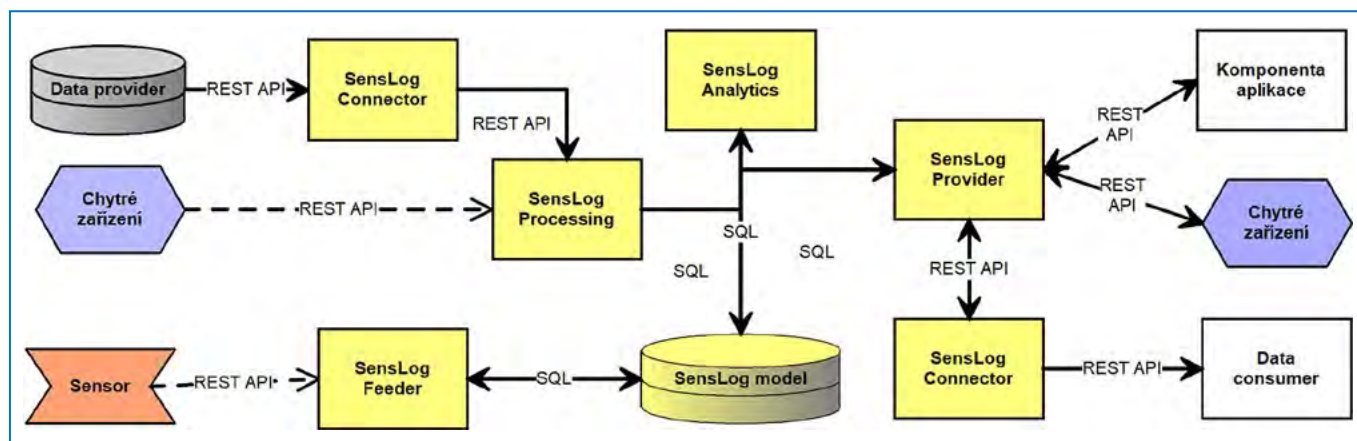 Data provider
REST API
SensLog
Connector
REST API
SensLog
Analytics
Komponenta
aplikace
REST
API
Chytré
zařízení
REST API
SensLog
Processing
SensLog
Provider
REST
API
Chytré
zařízení
SQL
SQL
SQL
REST API
Sensor
REST API
SensLog
Feeder
SQL
SensLog model
SensLog
Connector
REST API
Data
consumer